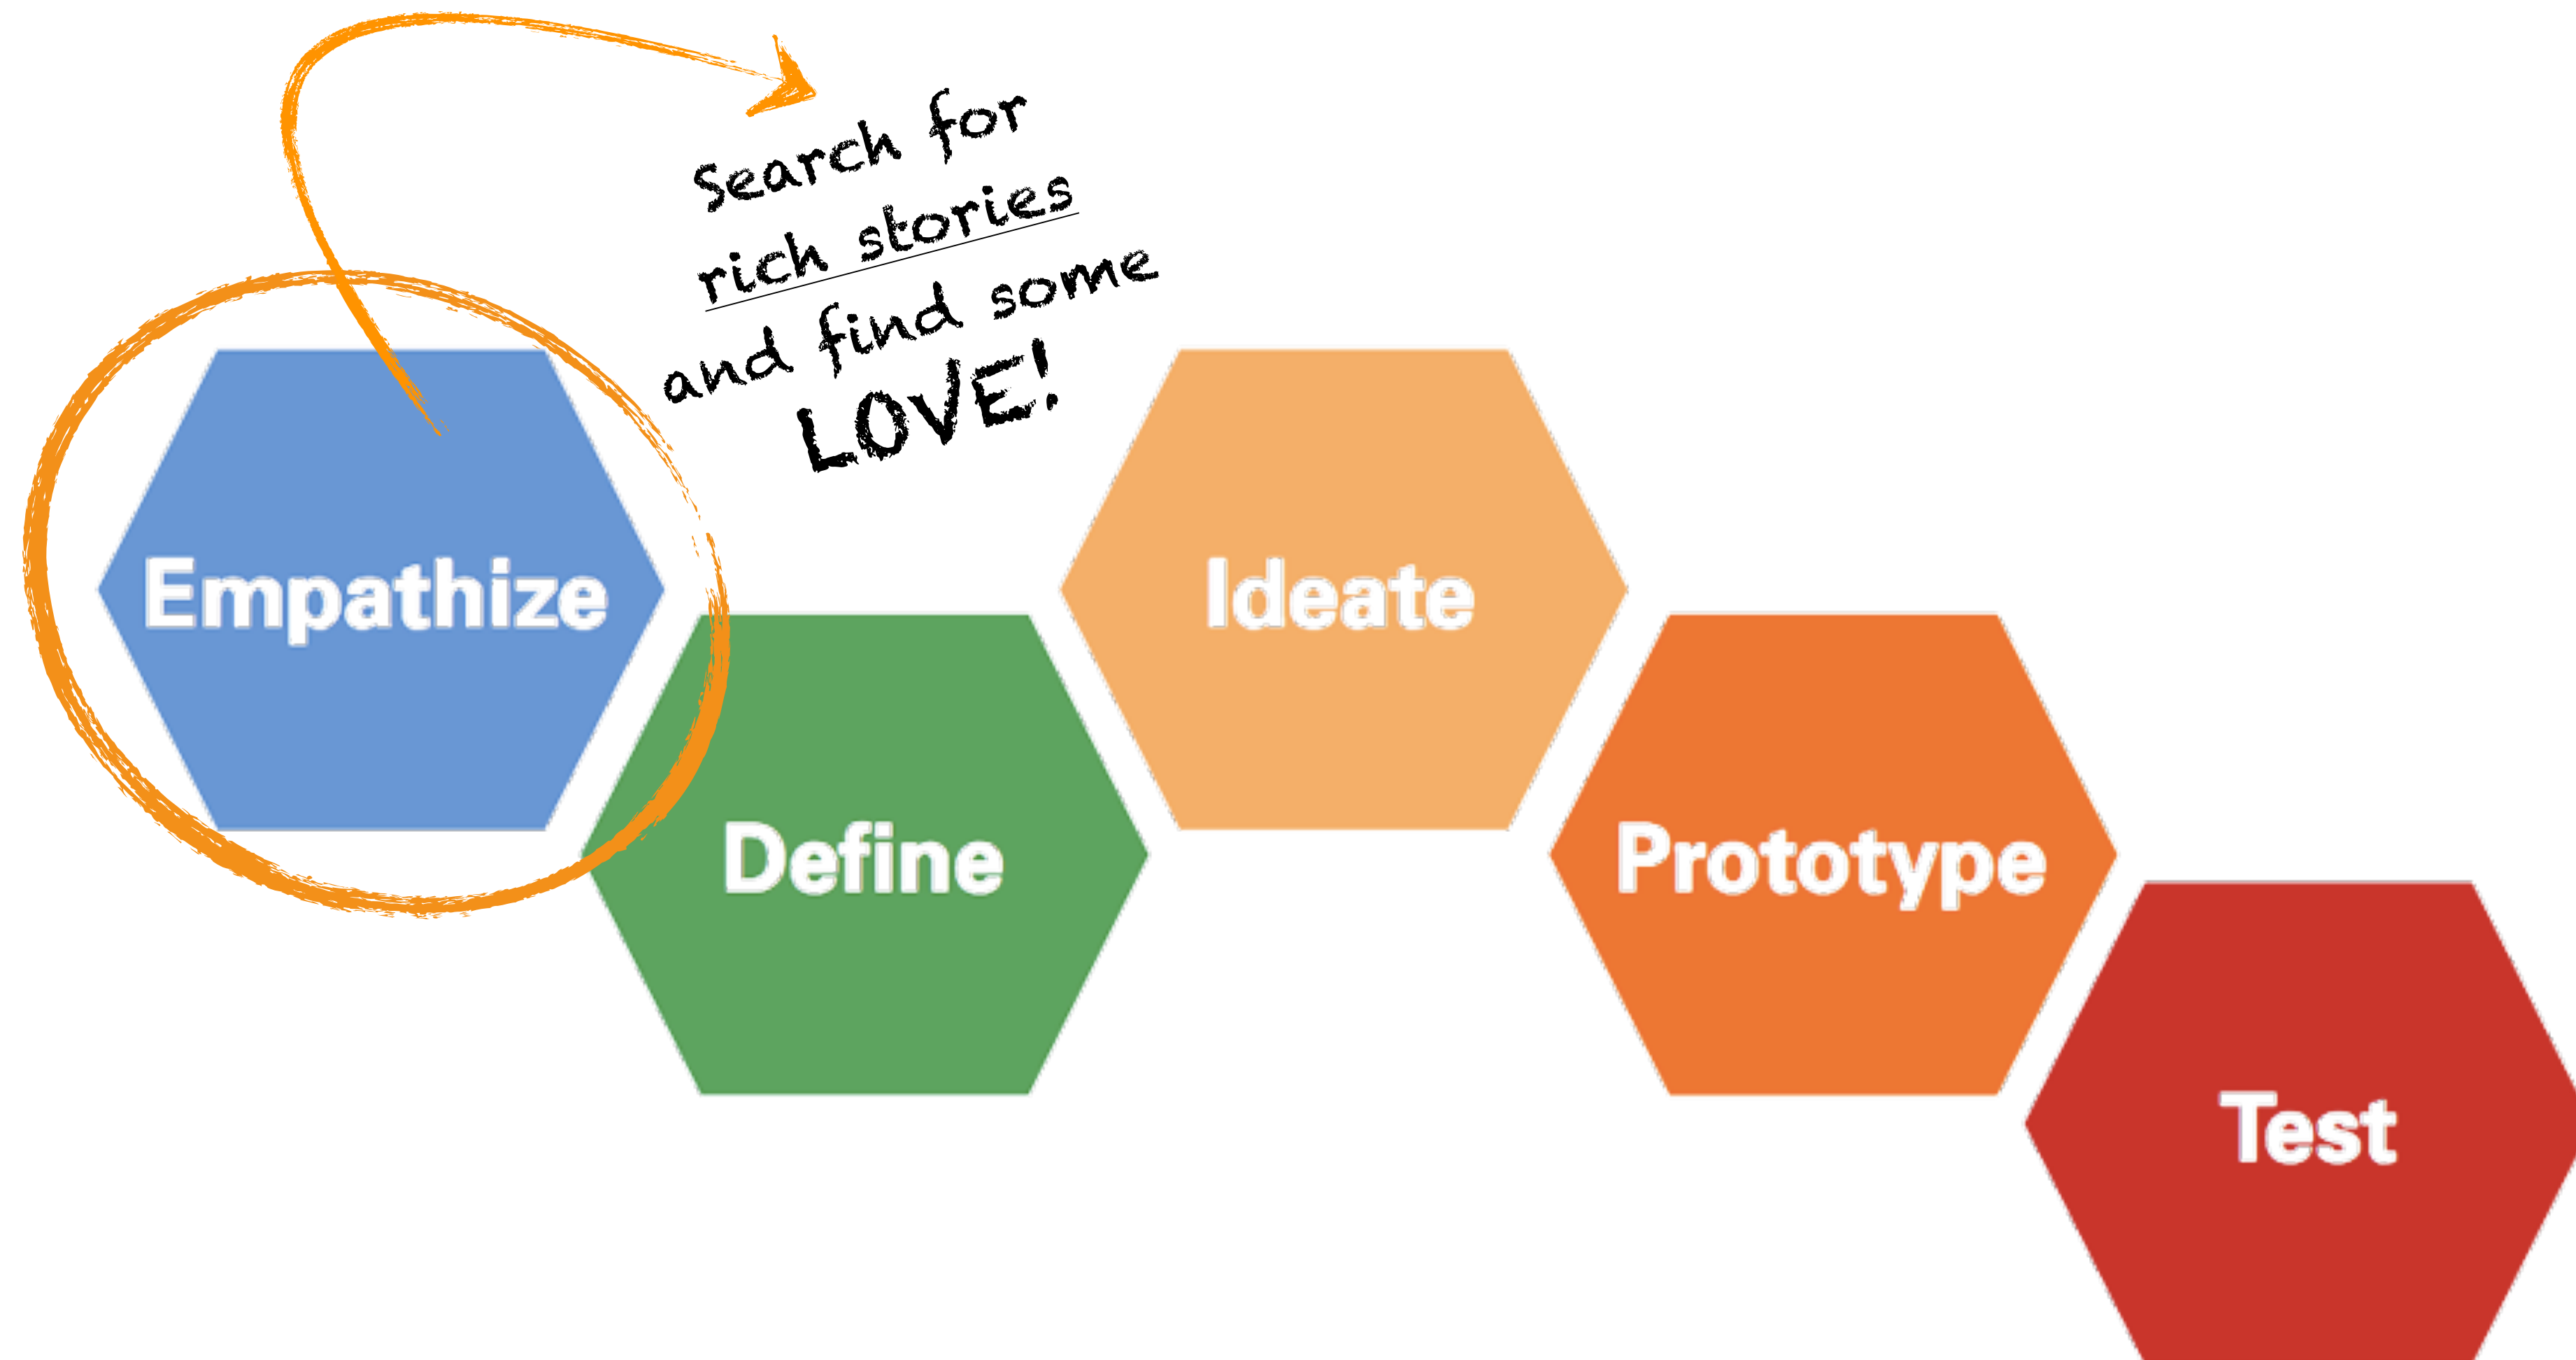 Search for
rich stories
and find some
LOVE!
Empathize
Define
Ideate
Prototype
Test